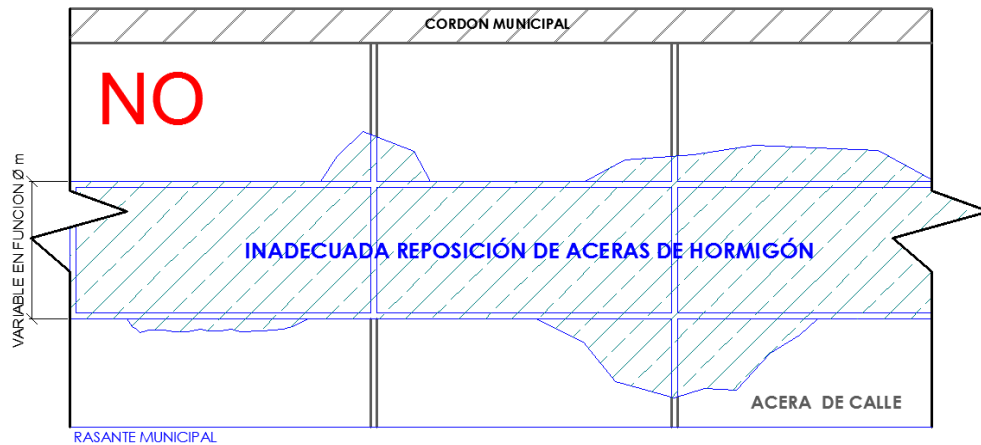 CORDON MUNICIPAL
NO
VARIABLE EN FUNCION Ø m
INADECUADA REPOSICIÓN DE ACERAS DE HORMIGÓN
ACERA DE CALLE
RASANTE MUNICIPAL